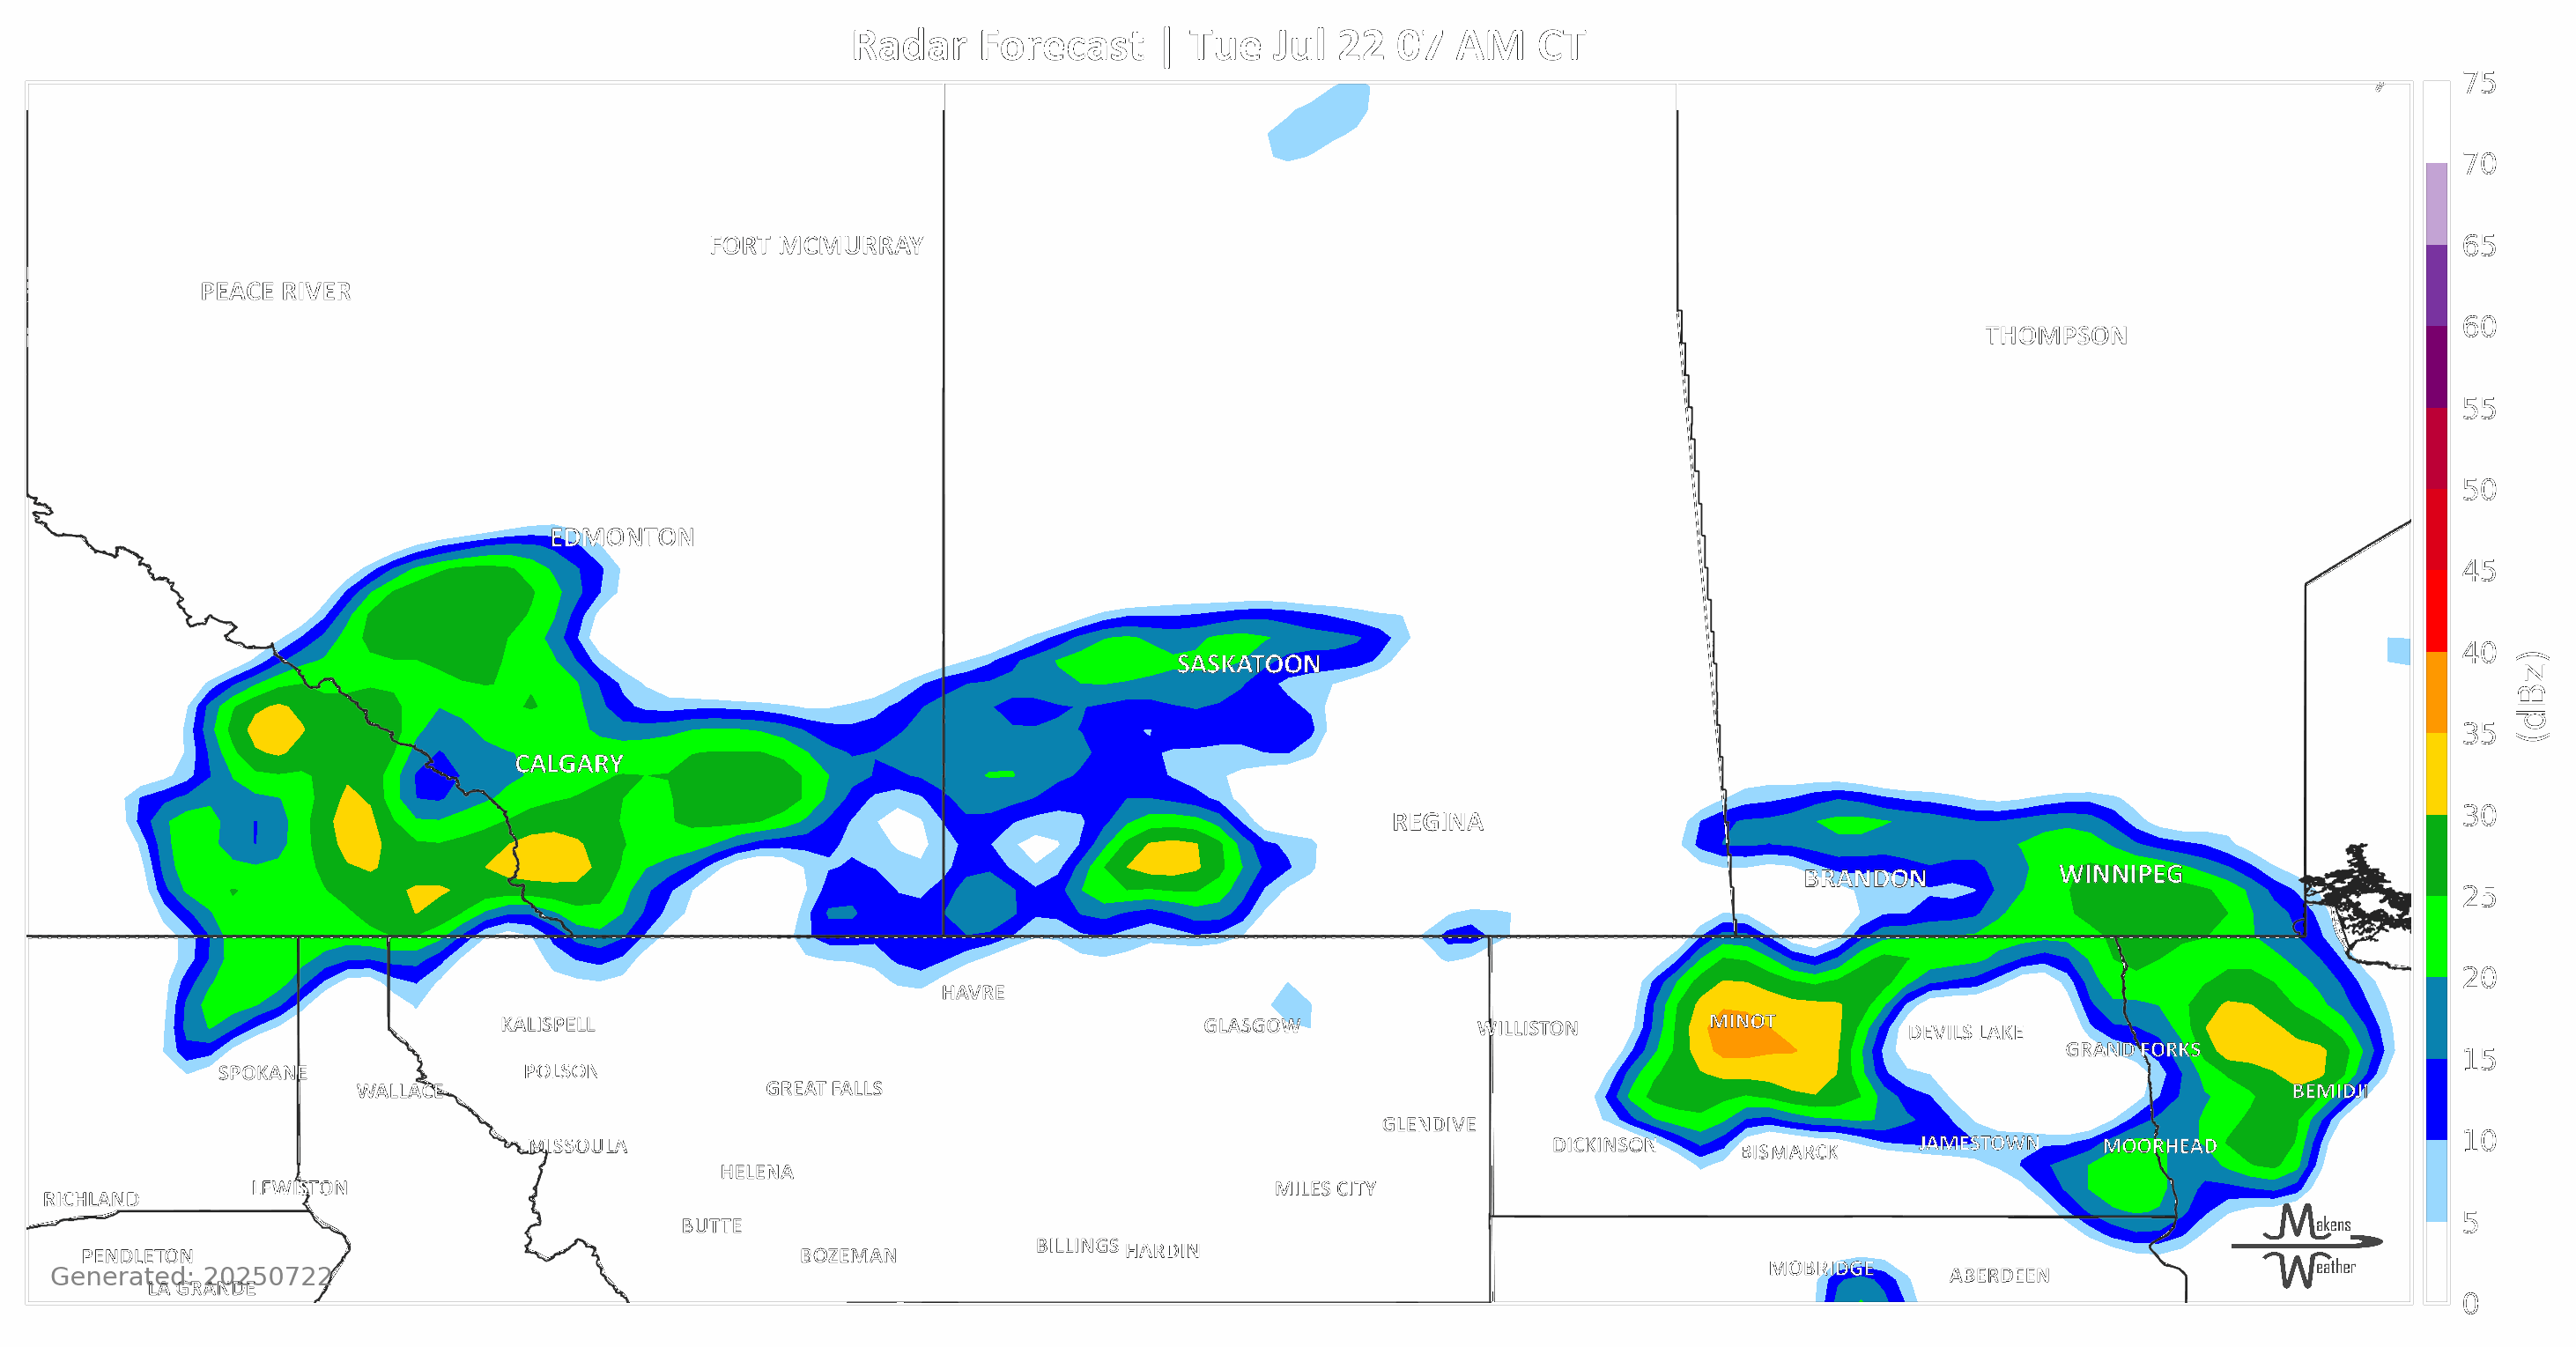 Radar Forecast | Tue Jul 22 07 AM CT
75
70
65
60
55
50
45
40
35
30
25
20
15
10
5
0
(dBz)
FORT MCMURRAY
PEACE RIVER
THOMPSON
EDMONTON
SASKATOON
CALGARY
REGINA
BRANDON
WINNIPEG
HAVRE
KALISPELL
GLASGOW
WILLISTON
MINOT
DEVILS LAKE
GRAND FORKS
SPOKANE
POLSON
WALLACE
GREAT FALLS
BEMIDJI
GLENDIVE
MISSOULA
DICKINSON
BISMARCK
JAMESTOWN
MOORHEAD
HELENA
RICHLAND
LEWISTON
MILES CITY
BUTTE
BILLINGS
HARDIN
PENDLETON
BOZEMAN
MOBRIDGE
ABERDEEN
Generated: 20250722
LA GRANDE
Makens
Weather